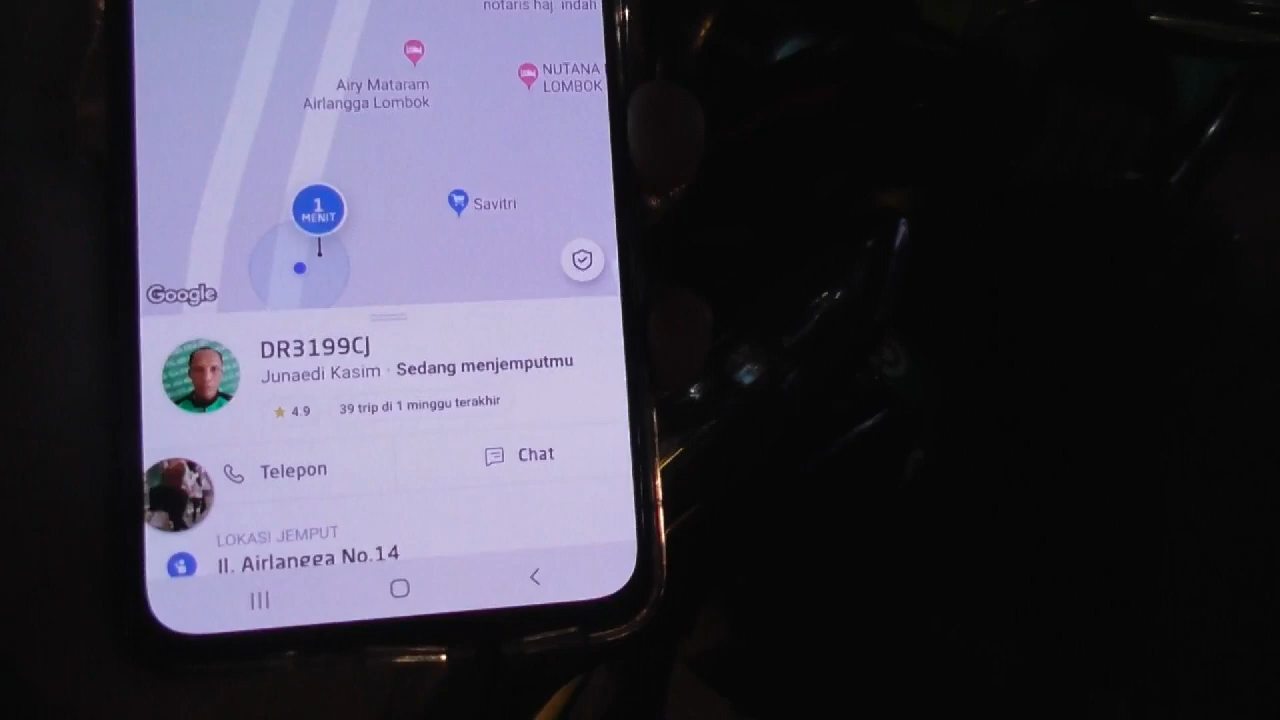 notaris haj. indah
Airy Mataram
Airlangga Lombok
NUTANA
LOMBOK
1
MENIT
Savitri
Google
DR3199CJ
Junaedi Kasim · Sedang menjemputmu
4.9 39 trip di 1 minggu terakhir
Telepon Chat
LOKASI JEMPUT
Jl. Airlangga No.14